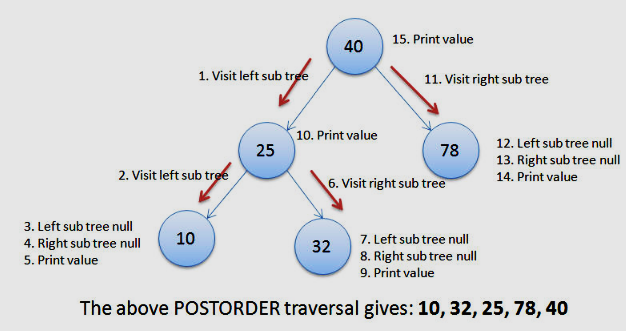 40
15. Print value
1. Visit left sub tree
11. Visit right sub tree
25
10. Print value
78
12. Left sub tree null
13. Right sub tree null
14. Print value
2. Visit left sub tree
6. Visit right sub tree
3. Left sub tree null
4. Right sub tree null
5. Print value
10
32
7. Left sub tree null
8. Right sub tree null
9. Print value
The above POSTORDER traversal gives: 10, 32, 25, 78, 40